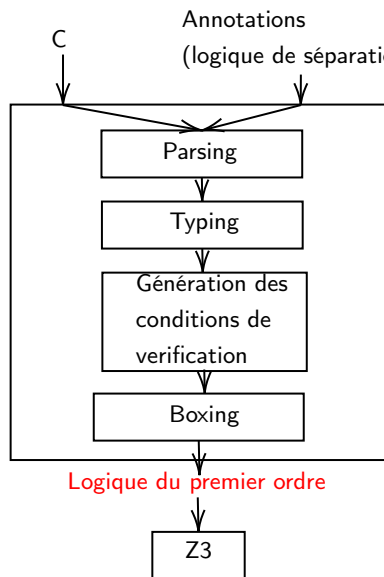 C
Annotations
(logique de séparatio
Parsing
Typing
Génération des
conditions de
verification
Boxing
Logique du premier ordre
Z3